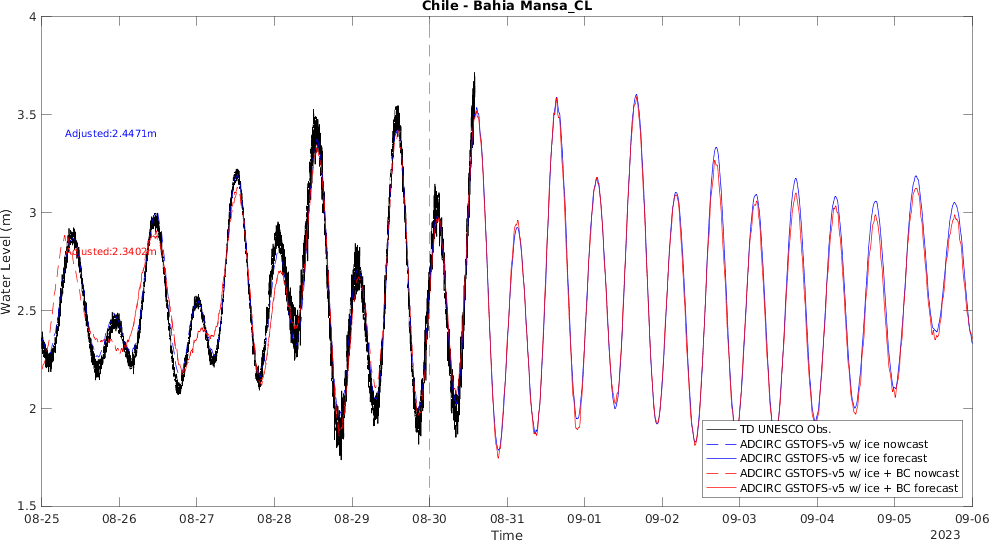 Chile - Bahia Mansa_CL
4
3.5
3
2.5
2
1.5
Water Level (m)
Adjusted:2.4471m
Adjusted:2.3402m
TD UNESCO Obs.
ADCIRC GSTOFS-v5 w/ ice nowcast
ADCIRC GSTOFS-v5 w/ ice forecast
ADCIRC GSTOFS-v5 w/ ice + BC nowcast
ADCIRC GSTOFS-v5 w/ ice + BC forecast
08-25 08-26 08-27 08-28 08-29 08-30 08-31 09-01 09-02 09-03 09-04 09-05 09-06
Time
2023